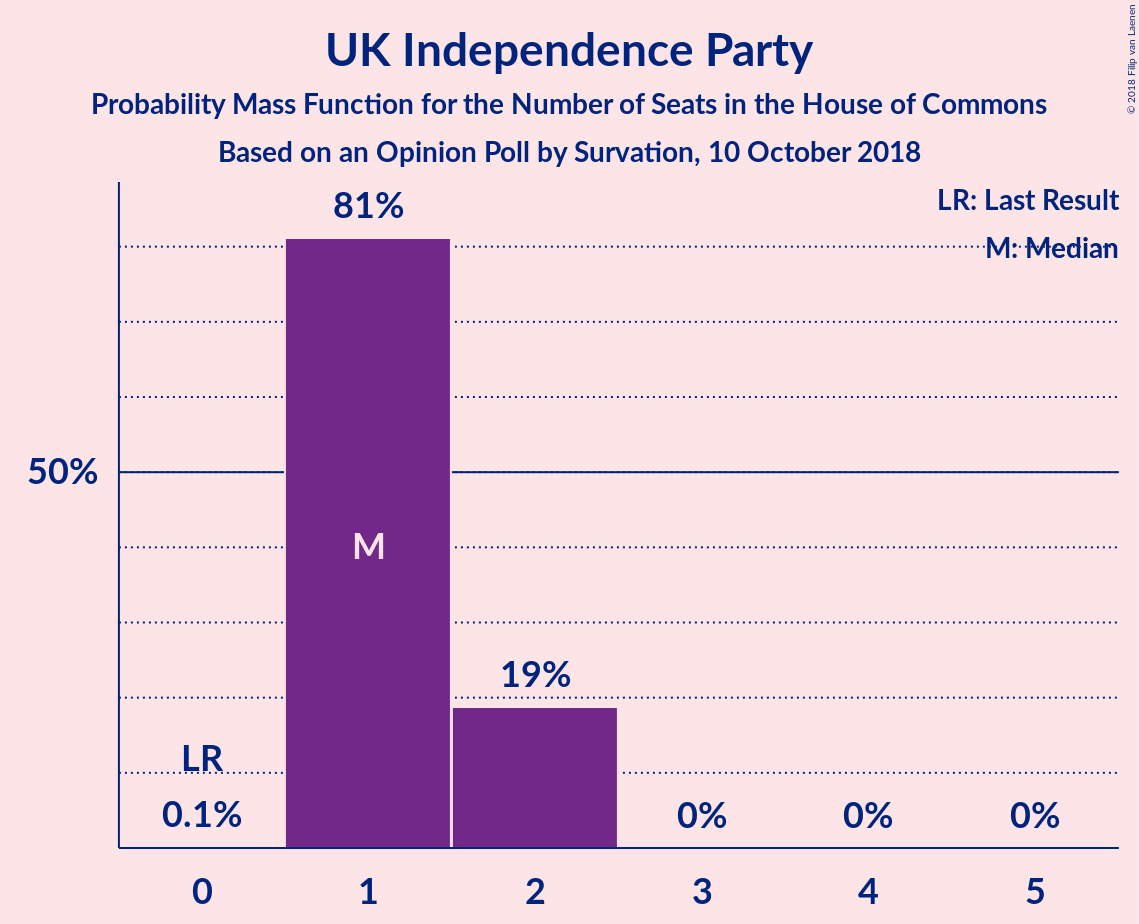 UK Independence Party
Probability Mass Function for the Number of Seats in the House of Commons
Based on an Opinion Poll by Survation, 10 October 2018
© 2018 Filip van Laenen
LR: Last Result
M: Median
81%
50%
M
19%
LR
0.1%
0%
0%
0%
0
1
2
3
4
5